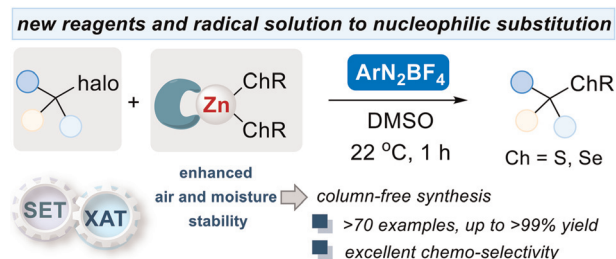 new reagents and radical solution to nucleophilic substitution
halo
+
Zn
ChR
ChR
ArN₂BF₄
DMSO
22 °C, 1 h
ChR
Ch = S, Se
SET
XAT
enhanced
air and moisture
stability
column-free synthesis
>70 examples, up to >99% yield
excellent chemo-selectivity